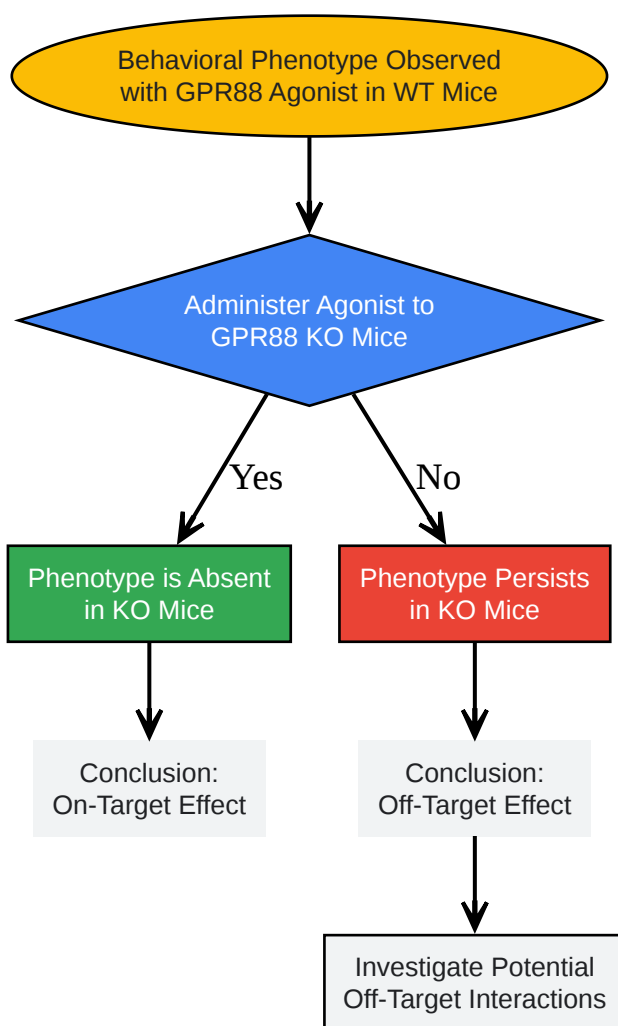 Behavioral Phenotype Observed
with GPR88 Agonist in WT Mice
Administer Agonist to
GPR88 KO Mice
Yes
No
Phenotype is Absent
in KO Mice
Phenotype Persists
in KO Mice
Conclusion:
On-Target Effect
Conclusion:
Off-Target Effect
Investigate Potential
Off-Target Interactions